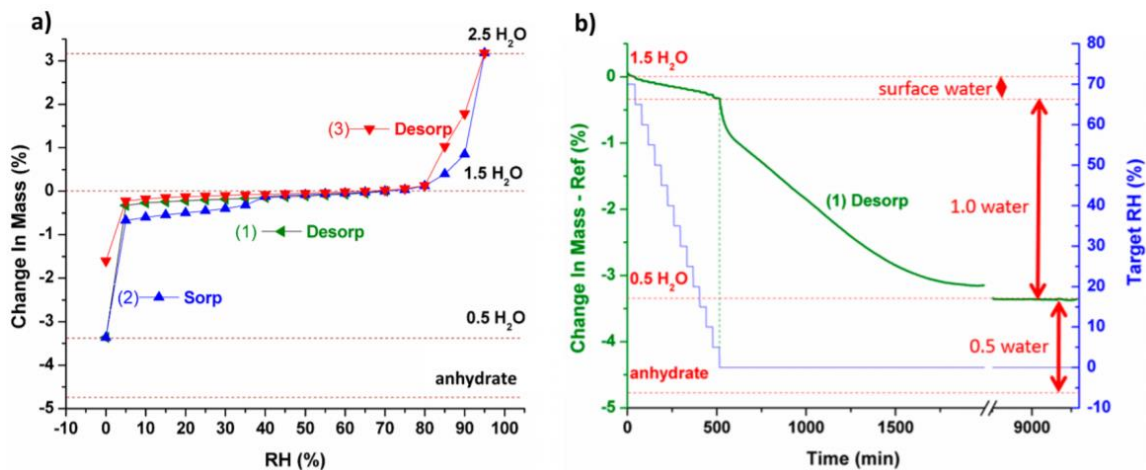 a)
2.5 H₂O
(3) Desorp
1.5 H₂O
(1) Desorp
(2) Sorp
0.5 H₂O
anhydrate
Change In Mass (%)
3
2
1
0
-1
-2
-3
-4
-5
-10 0 10 20 30 40 50 60 70 80 90 100
RH (%)
b)
1.5 H₂O
surface water
(1) Desorp
1.0 water
0.5 H₂O
0.5 water
anhydrate
Change In Mass - Ref (%)
0
-1
-2
-3
-4
-5
0 500 1000 1500 9000
Time (min)
Target RH (%)
80
70
60
50
40
30
20
10
0
-10